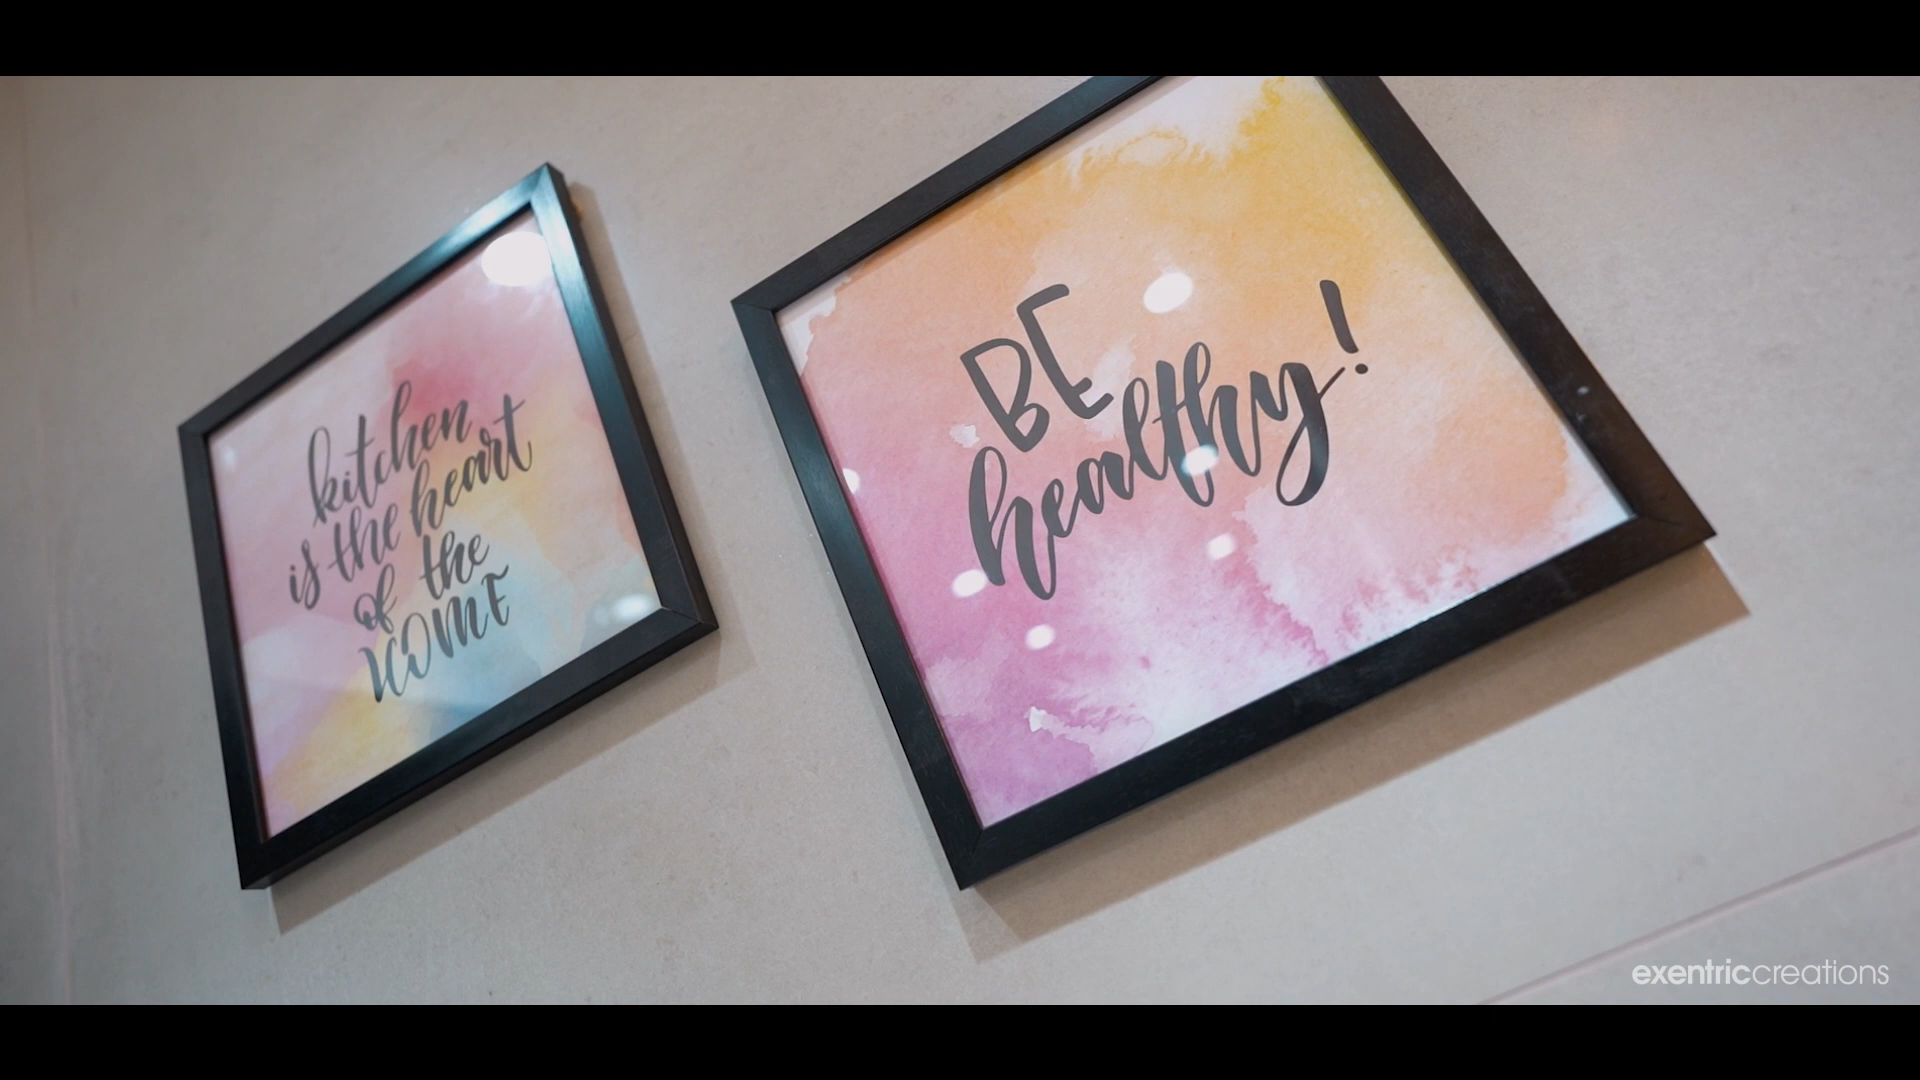 kitchen
is the heart
of the
HOME
BE
healthy!
exentriccreations